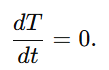 dT/dt = 0.